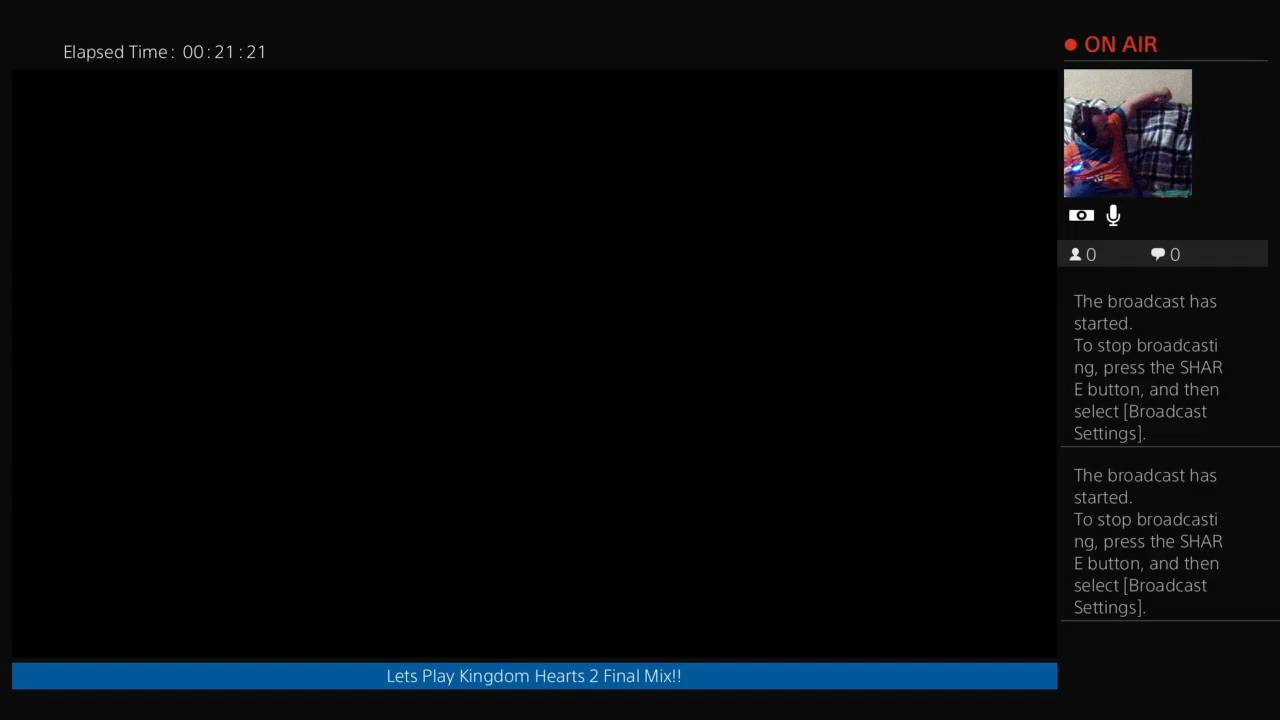 Elapsed Time: 00:21:21
ON AIR
0 0
The broadcast has
started.
To stop broadcasti
ng, press the SHAR
E button, and then
select [Broadcast
Settings].
The broadcast has
started.
To stop broadcasti
ng, press the SHAR
E button, and then
select [Broadcast
Settings].
Lets Play Kingdom Hearts 2 Final Mix!!